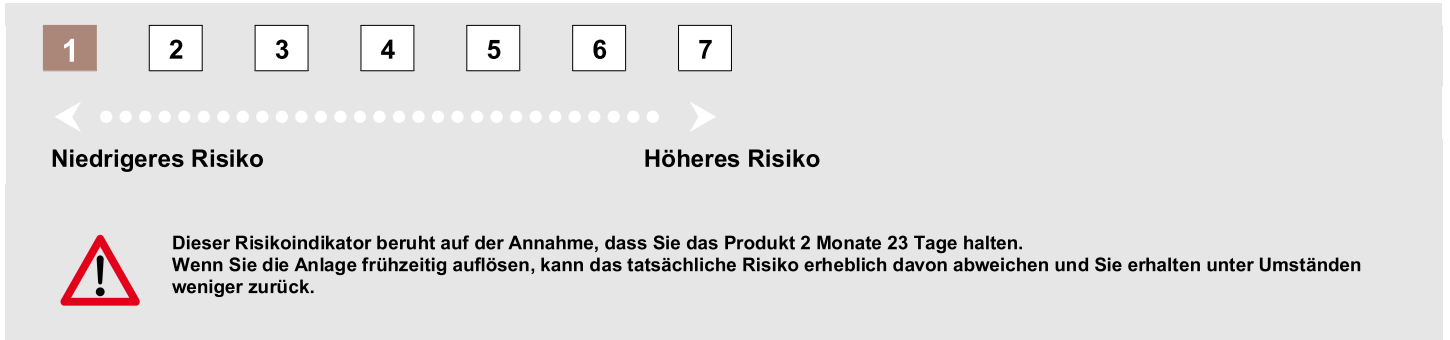 1 2 3 4 5 6 7
Niedrigeres Risiko Höheres Risiko
Dieser Risikoindikator beruht auf der Annahme, dass Sie das Produkt 2 Monate 23 Tage halten.
Wenn Sie die Anlage frühzeitig auflösen, kann das tatsächliche Risiko erheblich davon abweichen und Sie erhalten unter Umständen
weniger zurück.